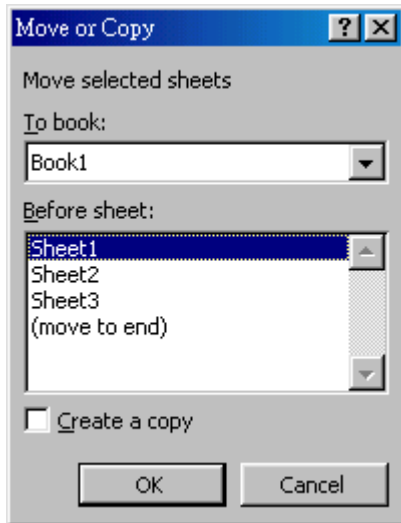 Move or Copy
Move selected sheets
To book:
Book1
Before sheet:
Sheet1
Sheet2
Sheet3
(move to end)
Create a copy
OK Cancel